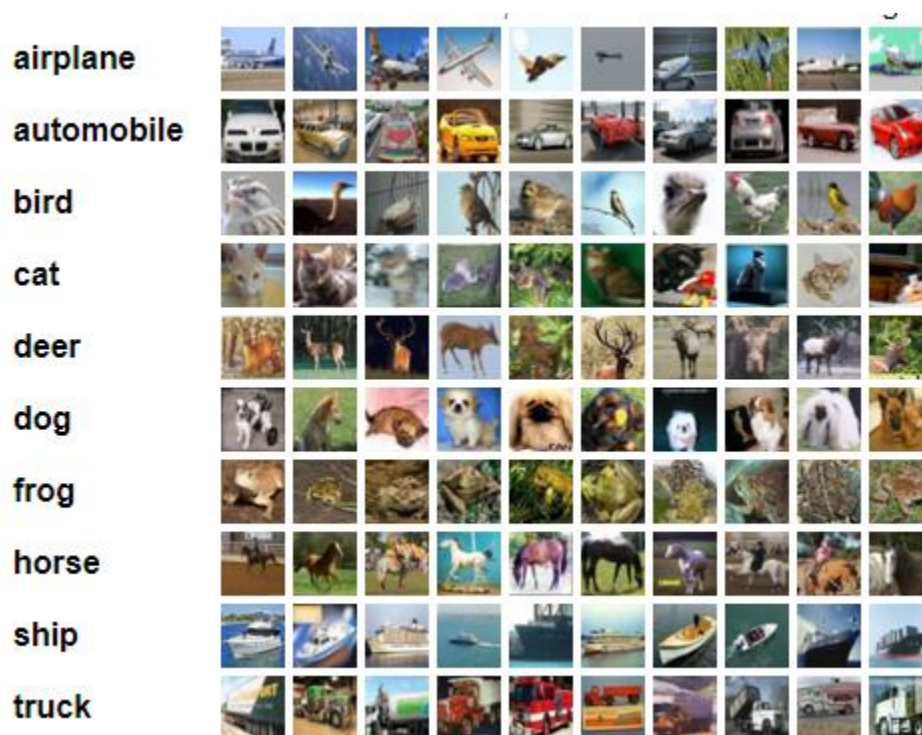 airplane
automobile
bird
cat
deer
dog
frog
horse
ship
truck